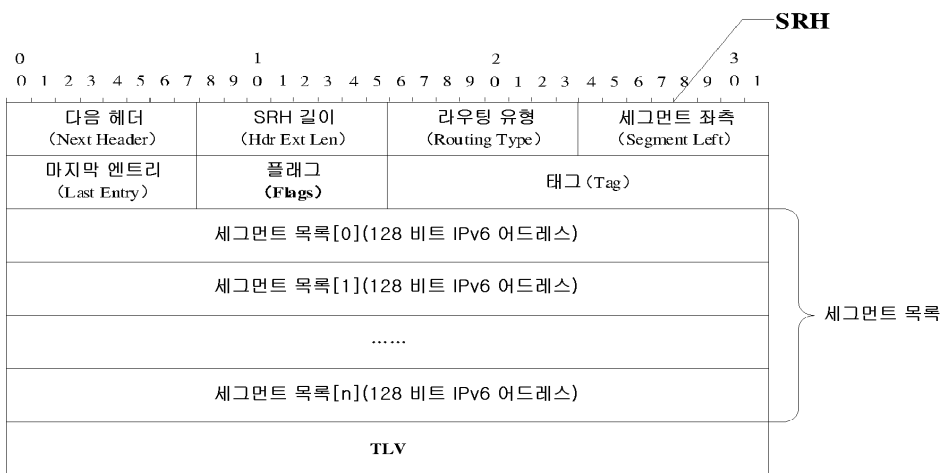 SRH
0 1 2 3
0 1 2 3 4 5 6 7 8 9 0 1 2 3 4 5 6 7 8 9 0 1 2 3 4 5 6 7 8 9 0 1
다음 헤더 SRH 길이 라우팅 유형 세그먼트 좌측
(Next Header) (Hdr Ext Len) (Routing Type) (Segment Left)
마지막 엔트리 플래그 태그 (Tag)
(Last Entry) (Flags)
세그먼트 목록[0](128 비트 IPv6 어드레스)
세그먼트 목록[1](128 비트 IPv6 어드레스)
세그먼트 목록
……
세그먼트 목록[n](128 비트 IPv6 어드레스)
TLV